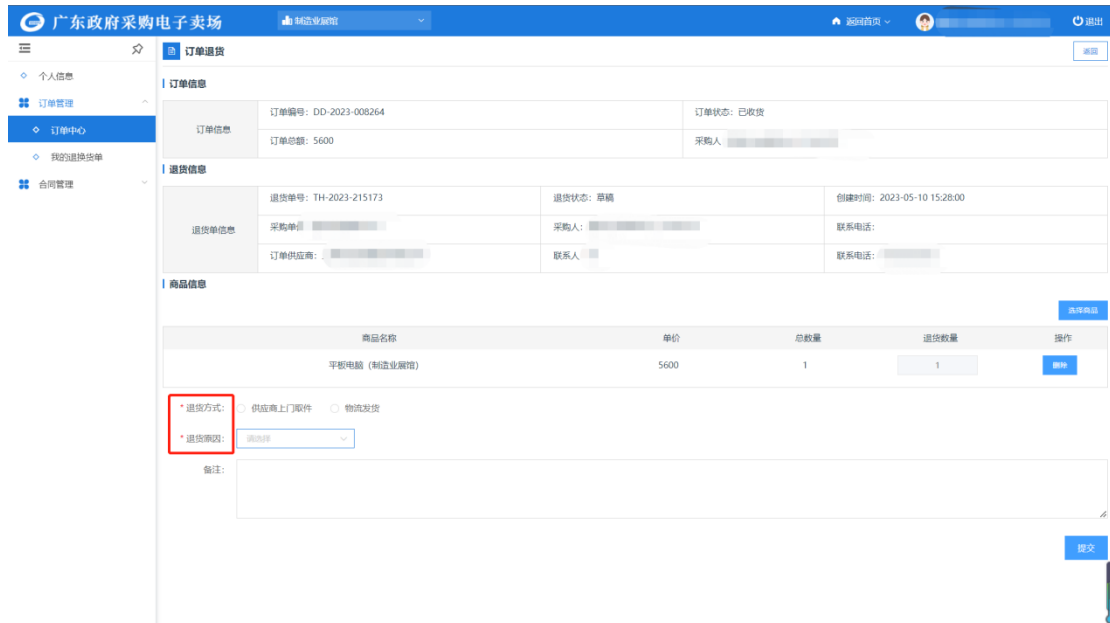 广东政府采购电子卖场
制造业展馆
返回首页
退出
个人信息
订单管理
订单中心
我的退换货单
合同管理
订单退货
返回
订单信息
订单信息
订单编号：DD-2023-008264
订单状态：已收货
订单总额：5600
采购人
退货信息
退货单信息
退货单号：TH-2023-215173
退货状态：草稿
创建时间：2023-05-10 15:28:00
采购单位
采购人：
联系电话：
订单供应商：
联系人
联系电话：
商品信息
选择商品
商品名称 单价 总数量 退货数量 操作
平板电脑（制造业展馆） 5600 1 1 删除
* 退货方式： 供应商上门取件 物流发货
* 退货原因： 请选择
备注：
提交